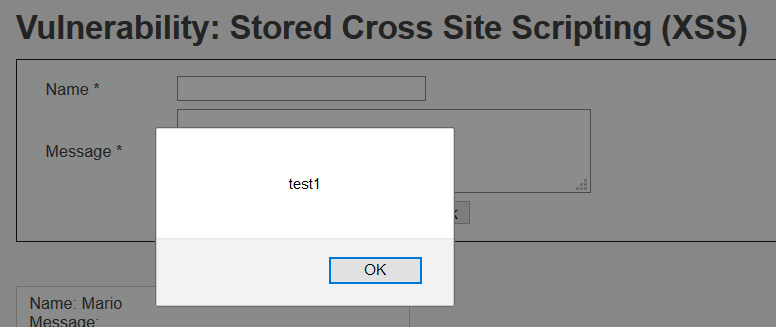 Vulnerability: Stored Cross Site Scripting (XSS)
Name *
Message *
test1
OK
Name: Mario
Message: